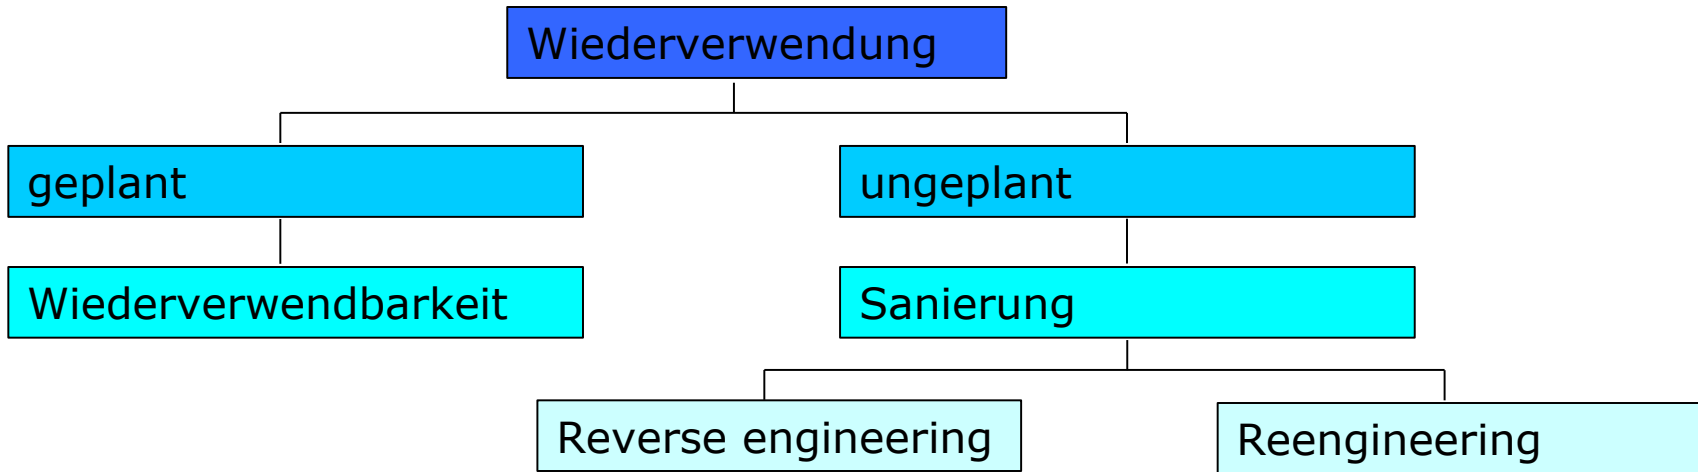 Wiederverwendung
geplant
ungeplant
Wiederverwendbarkeit
Sanierung
Reverse engineering
Reengineering